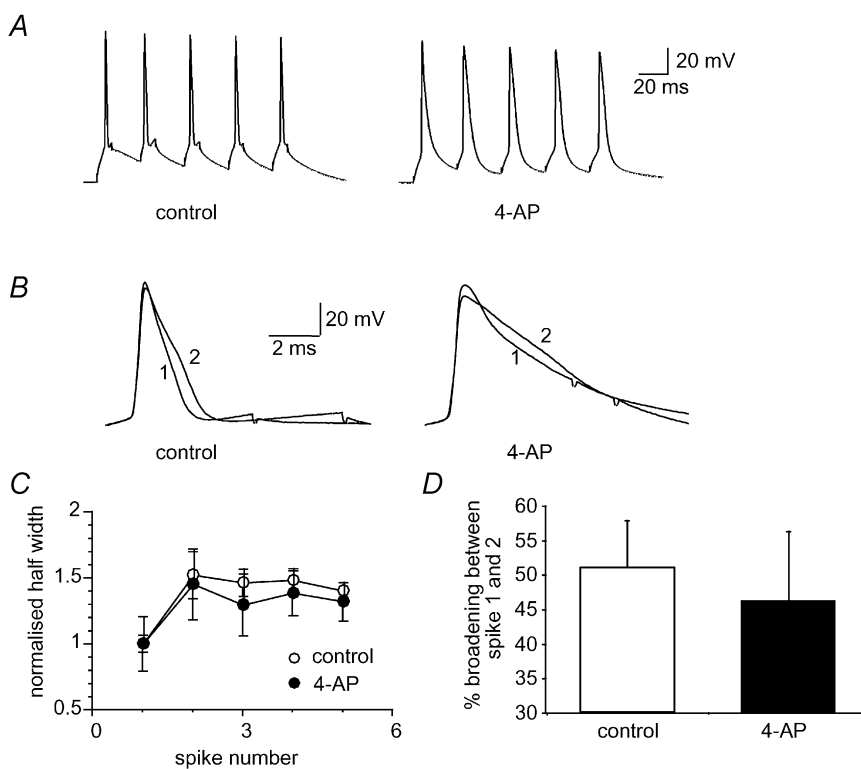 A
20 mV
20 ms
control
4-AP
B
20 mV
2 ms
1
2
control
2
1
4-AP
C
normalised half width
2
1.5
1
0.5
0
3
6
spike number
control
4-AP
D
% broadening between
spike 1 and 2
60
55
50
45
40
35
30
control
4-AP